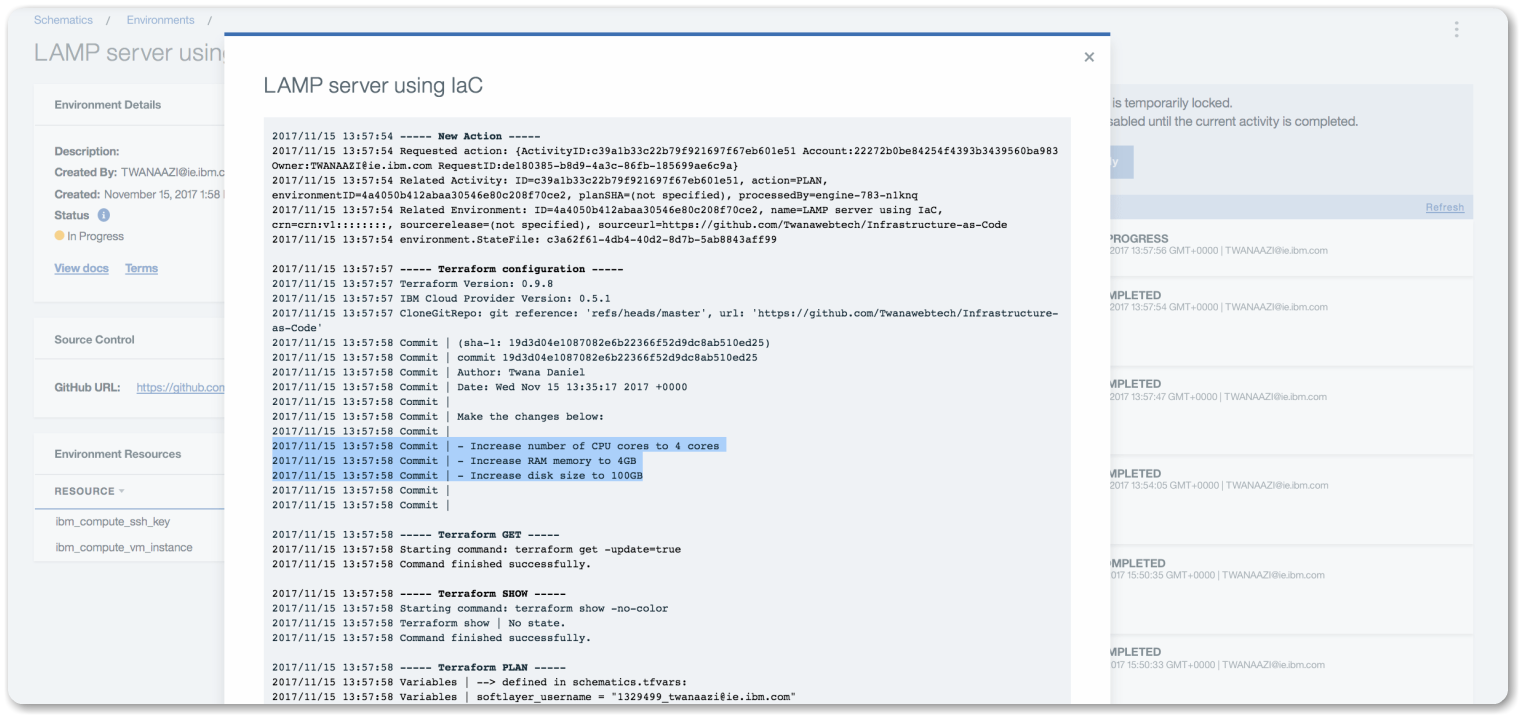 Schematics / Environments /
LAMP server usin
Environment Details
Description:
Created By: TWANAAZI@ie.ibm.c
Created: November 15, 2017 1:58
Status
In Progress
View docs Terms
Source Control
GitHub URL: https://github.con
Environment Resources
RESOURCE
ibm_compute_ssh_key
ibm_compute_vm_instance
LAMP server using IaC
2017/11/15 13:57:54 ----- New Action -----
2017/11/15 13:57:54 Requested action: {ActivityID:c39a1b33c22b79f921697f67eb601e51 Account:22272b0be84254f4393b3439560ba983
Owner:TWANAAZI@ie.ibm.com RequestID:de180385-b8d9-4a3c-86fb-185699ae6c9a}
2017/11/15 13:57:54 Related Activity: ID=c39a1b33c22b79f921697f67eb601e51, action=PLAN,
environmentID=4a4050b412abaa30546e80c208f70ce2, planSHA=(not specified), processedBy=engine-783-n1knq
2017/11/15 13:57:54 Related Environment: ID=4a4050b412abaa30546e80c208f70ce2, name=LAMP server using IaC,
crn=crn:v1::::::::, sourcerelease=(not specified), sourceurl=https://github.com/Twanawebtech/Infrastructure-as-Code
2017/11/15 13:57:54 environment.StateFile: c3a62f61-4db4-40d2-8d7b-5ab8843aff99
2017/11/15 13:57:57 ----- Terraform configuration -----
2017/11/15 13:57:57 Terraform Version: 0.9.8
2017/11/15 13:57:57 IBM Cloud Provider Version: 0.5.1
2017/11/15 13:57:57 CloneGitRepo: git reference: 'refs/heads/master', url: 'https://github.com/Twanawebtech/Infrastructure-
as-Code'
2017/11/15 13:57:58 Commit | (sha-1: 19d3d04e1087082e6b22366f52d9dc8ab510ed25)
2017/11/15 13:57:58 Commit | commit 19d3d04e1087082e6b22366f52d9dc8ab510ed25
2017/11/15 13:57:58 Commit | Author: Twana Daniel
2017/11/15 13:57:58 Commit | Date: Wed Nov 15 13:35:17 2017 +0000
2017/11/15 13:57:58 Commit |
2017/11/15 13:57:58 Commit | Make the changes below:
2017/11/15 13:57:58 Commit |
2017/11/15 13:57:58 Commit | - Increase number of CPU cores to 4 cores
2017/11/15 13:57:58 Commit | - Increase RAM memory to 4GB
2017/11/15 13:57:58 Commit | - Increase disk size to 100GB
2017/11/15 13:57:58 Commit |
2017/11/15 13:57:58 Commit |
2017/11/15 13:57:58 ----- Terraform GET -----
2017/11/15 13:57:58 Starting command: terraform get -update=true
2017/11/15 13:57:58 Command finished successfully.
2017/11/15 13:57:58 ----- Terraform SHOW -----
2017/11/15 13:57:58 Starting command: terraform show -no-color
2017/11/15 13:57:58 Terraform show | No state.
2017/11/15 13:57:58 Command finished successfully.
2017/11/15 13:57:58 ----- Terraform PLAN -----
2017/11/15 13:57:58 Variables | --> defined in schematics.tfvars:
2017/11/15 13:57:58 Variables | softlayer_username = "1329499_twanaazi@ie.ibm.com"
is temporarily locked.
sabled until the current activity is completed.
ly
Refresh
PROGRESS
2017 13:57:56 GMT+0000 | TWANAAZI@ie.ibm.com
MPLETED
2017 13:57:54 GMT+0000 | TWANAAZI@ie.ibm.com
MPLETED
2017 13:57:47 GMT+0000 | TWANAAZI@ie.ibm.com
MPLETED
2017 13:54:05 GMT+0000 | TWANAAZI@ie.ibm.com
OMPLETED
017 15:50:35 GMT+0000 | TWANAAZI@ie.ibm.com
MPLETED
017 15:50:33 GMT+0000 | TWANAAZI@ie.ibm.com